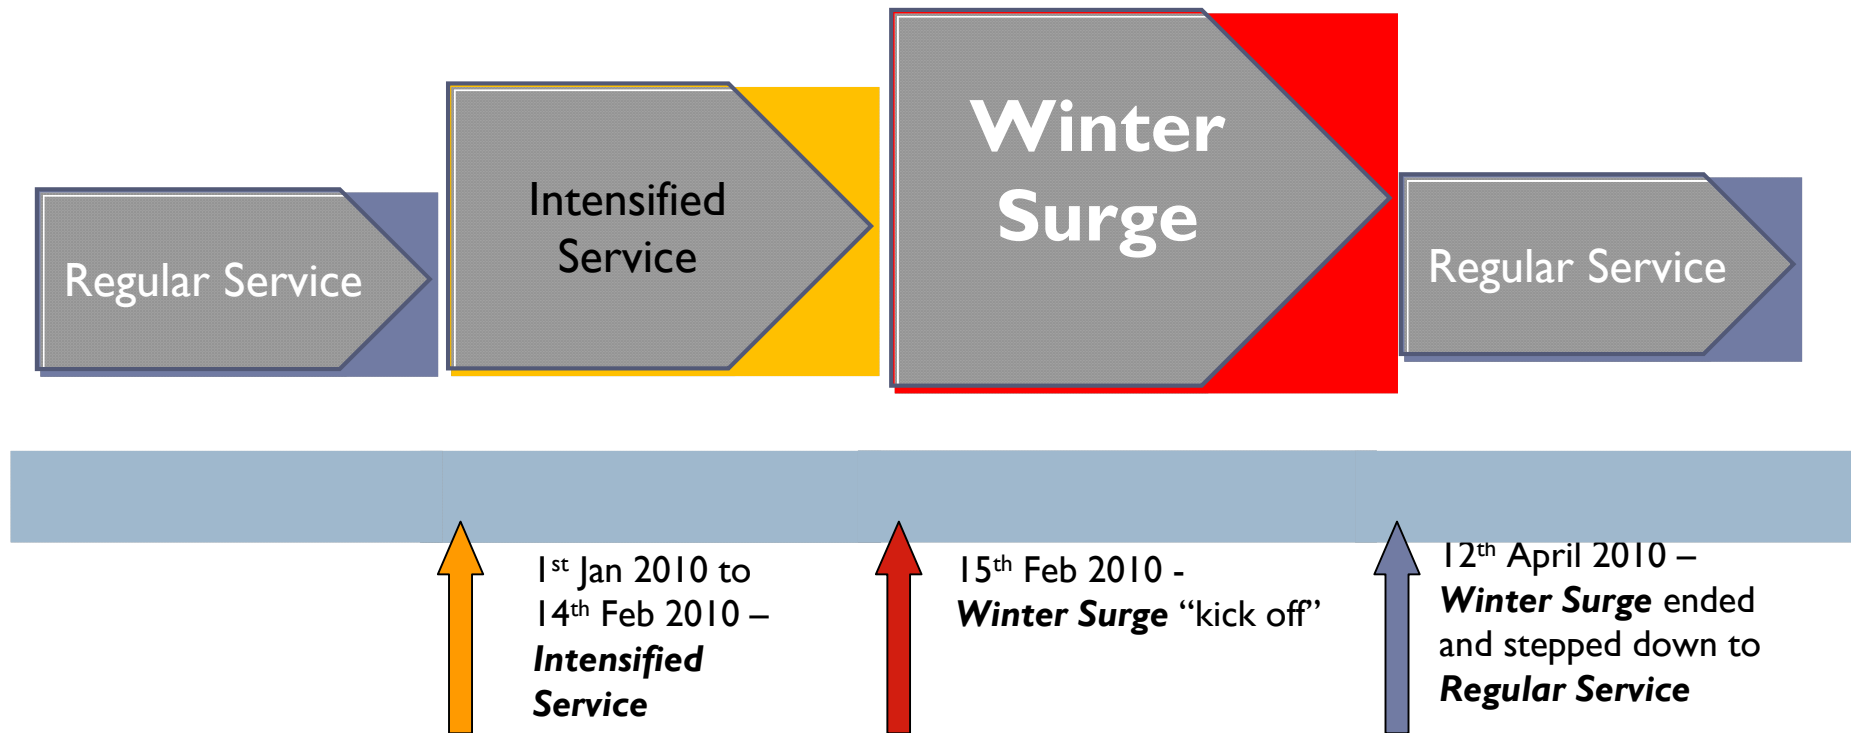 Regular Service
Intensified
Service
Winter
Surge
Regular Service
1st Jan 2010 to
14th Feb 2010 –
Intensified
Service
15th Feb 2010 -
Winter Surge “kick off”
12th April 2010 –
Winter Surge ended
and stepped down to
Regular Service